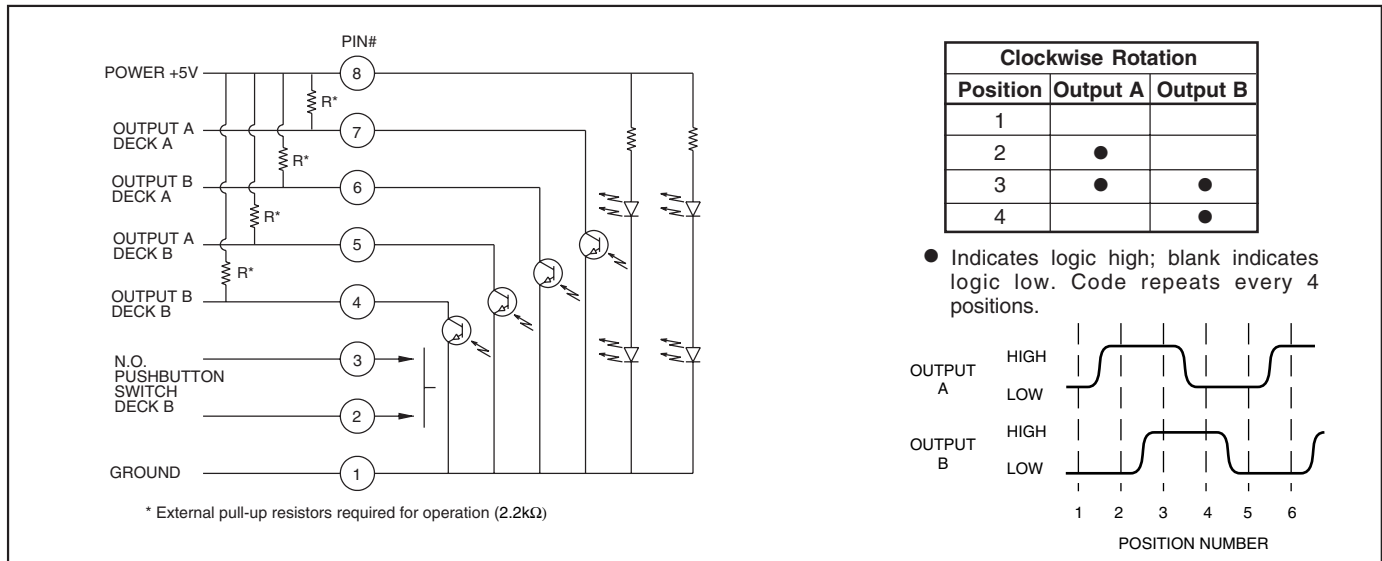 PIN#
POWER +5V
8
R*
OUTPUT A
DECK A
7
R*
OUTPUT B
DECK A
6
R*
OUTPUT A
DECK B
5
R*
OUTPUT B
DECK B
4
N.O.
PUSHBUTTON
SWITCH
DECK B
3
2
GROUND
1
* External pull-up resistors required for operation (2.2kΩ)
Clockwise Rotation
Position Output A Output B
1
2 ●
3 ● ●
4 ●
● Indicates logic high; blank indicates
logic low. Code repeats every 4
positions.
OUTPUT
A
HIGH
LOW
OUTPUT
B
HIGH
LOW
1 2 3 4 5 6
POSITION NUMBER